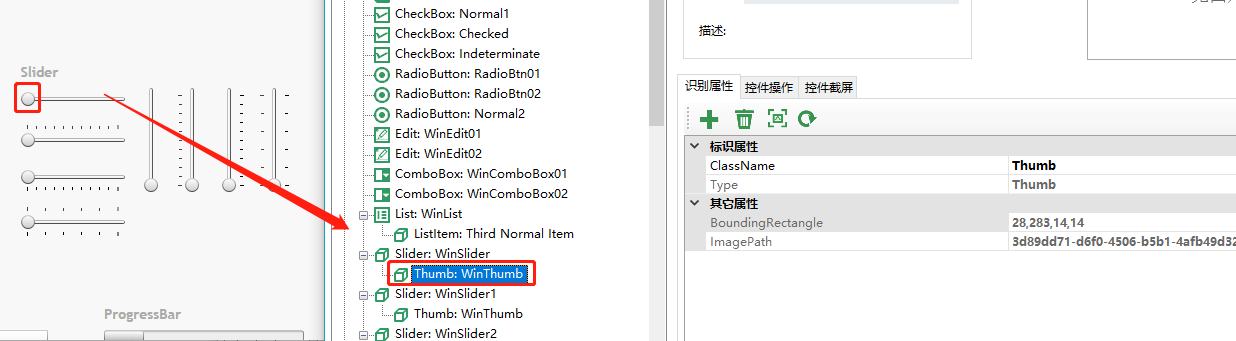 Slider
ProgressBar
CheckBox: Normal1
CheckBox: Checked
CheckBox: Indeterminate
RadioButton: RadioBtn01
RadioButton: RadioBtn02
RadioButton: Normal2
Edit: WinEdit01
Edit: WinEdit02
ComboBox: WinComboBox01
ComboBox: WinComboBox02
List: WinList
ListItem: Third Normal Item
Slider: WinSlider
Thumb: WinThumb
Slider: WinSlider1
Thumb: WinThumb
Slider: WinSlider2
描述:
识别属性 控件操作 控件截屏
标识属性
ClassName Thumb
Type Thumb
其它属性
BoundingRectangle 28,283,14,14
ImagePath 3d89dd71-d6f0-4506-b5b1-4afb49d32